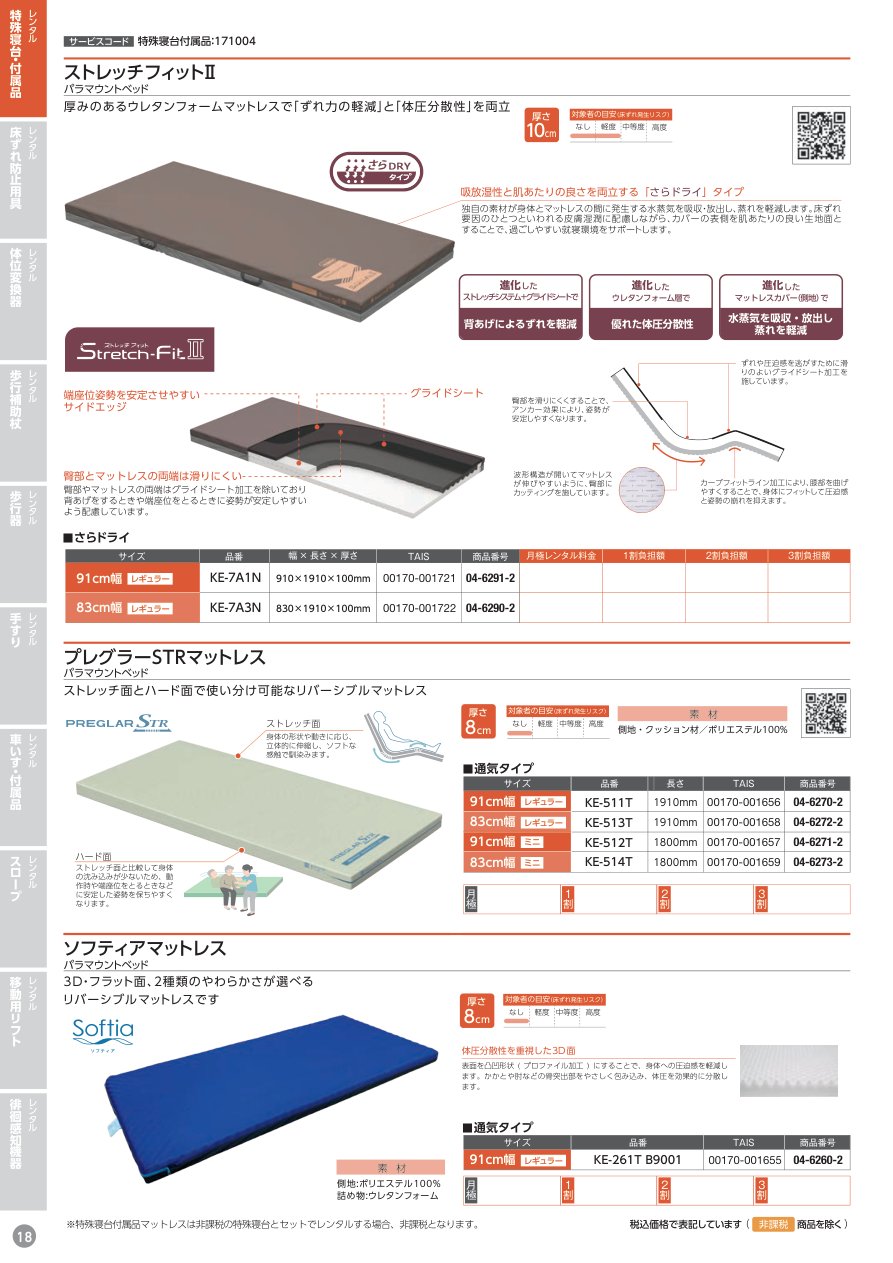 レンタル
特殊寝台・付属品
レンタル
床ずれ防止用具
レンタル
体位変換器
レンタル
歩行補助杖
レンタル
歩行器
レンタル
手すり
レンタル
車いす・付属品
レンタル
スロープ
レンタル
移動用リフト
レンタル
徘徊感知機器
18
サービスコード 特殊寝台付属品:171004
ストレッチフィットⅡ
パラマウントベッド
厚みのあるウレタンフォームマットレスで「ずれ力の軽減」と「体圧分散性」を両立
厚さ
10cm
対象者の目安(床ずれ発生リスク)
なし 軽度 中等度 高度
さらDRY
タイプ
吸放湿性と肌あたりの良さを両立する「さらドライ」タイプ
独自の素材が身体とマットレスの間に発生する水蒸気を吸収・放出し、蒸れを軽減します。床ずれ
要因のひとつといわれる皮膚湿潤に配慮しながら、カバーの表側を肌あたりの良い生地面と
することで、過ごしやすい就寝環境をサポートします。
進化した
ストレッチシステム+グライドシートで
背あげによるずれを軽減
進化した
ウレタンフォーム層で
優れた体圧分散性
進化した
マットレスカバー(側地)で
水蒸気を吸収・放出し
蒸れを軽減
ストレッチ フィット
Stretch-Fit Ⅱ
端座位姿勢を安定させやすい
サイドエッジ
グライドシート
臀部とマットレスの両端は滑りにくい
臀部やマットレスの両端はグライドシート加工を除いており
背あげをするときや端座位をとるときに姿勢が安定しやすい
よう配慮しています。
ずれや圧迫感を逃がすために滑
りのよいグライドシート加工を
施しています。
臀部を滑りにくくすることで、
アンカー効果により、姿勢が
安定しやすくなります。
波形構造が開いてマットレス
が伸びやすいように、臀部に
カッティングを施しています。
カーブフィットライン加工により、腰部を曲げ
やすくすることで、身体にフィットして圧迫感
と姿勢の崩れを抑えます。
■さらドライ
サイズ 品番 幅×長さ×厚さ TAIS 商品番号 月極レンタル料金 1割負担額 2割負担額 3割負担額
91cm幅 レギュラー KE-7A1N 910×1910×100mm 00170-001721 04-6291-2
83cm幅 レギュラー KE-7A3N 830×1910×100mm 00170-001722 04-6290-2
プレグラーSTRマットレス
パラマウントベッド
ストレッチ面とハード面で使い分け可能なリバーシブルマットレス
厚さ
8cm
対象者の目安(床ずれ発生リスク)
なし 軽度 中等度 高度
素 材
側地・クッション材/ポリエステル100%
PREGLAR STR
ストレッチ面
身体の形状や動きに応じ、
立体的に伸縮し、ソフトな
感触で馴染みます。
PREGLAR STR
ハード面
ストレッチ面と比較して身体
の沈み込みが少ないため、動
作時や端座位をとるときなど
に安定した姿勢を保ちやすく
なります。
■通気タイプ
サイズ 品番 長さ TAIS 商品番号
91cm幅 レギュラー KE-511T 1910mm 00170-001656 04-6270-2
83cm幅 レギュラー KE-513T 1910mm 00170-001658 04-6272-2
91cm幅 ミニ KE-512T 1800mm 00170-001657 04-6271-2
83cm幅 ミニ KE-514T 1800mm 00170-001659 04-6273-2
月極 1割 2割 3割
ソフティアマットレス
パラマウントベッド
3D・フラット面、2種類のやわらかさが選べる
リバーシブルマットレスです
厚さ
8cm
対象者の目安(床ずれ発生リスク)
なし 軽度 中等度 高度
Softia
ソフティア
体圧分散性を重視した3D面
表面を凸凹形状(プロファイル加工)にすることで、身体への圧迫感を軽減し
ます。かかとや肘などの骨突出部をやさしく包み込み、体圧を効果的に分散し
ます。
素 材
側地:ポリエステル100%
詰め物:ウレタンフォーム
■通気タイプ
サイズ 品番 TAIS 商品番号
91cm幅 レギュラー KE-261T B9001 00170-001655 04-6260-2
月極 1割 2割 3割
※特殊寝台付属品マットレスは非課税の特殊寝台とセットでレンタルする場合、非課税となります。
税込価格で表記しています( 非課税 商品を除く)